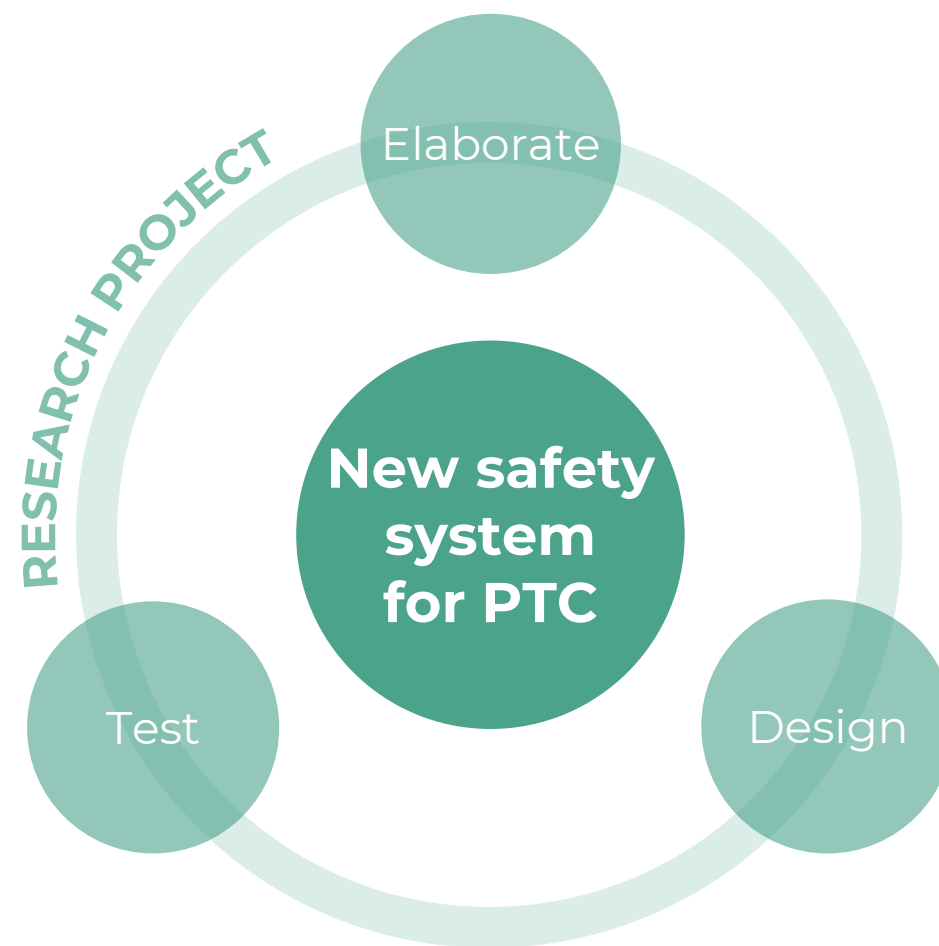 RESEARCH PROJECT
Elaborate
New safety
system
for PTC
Test
Design